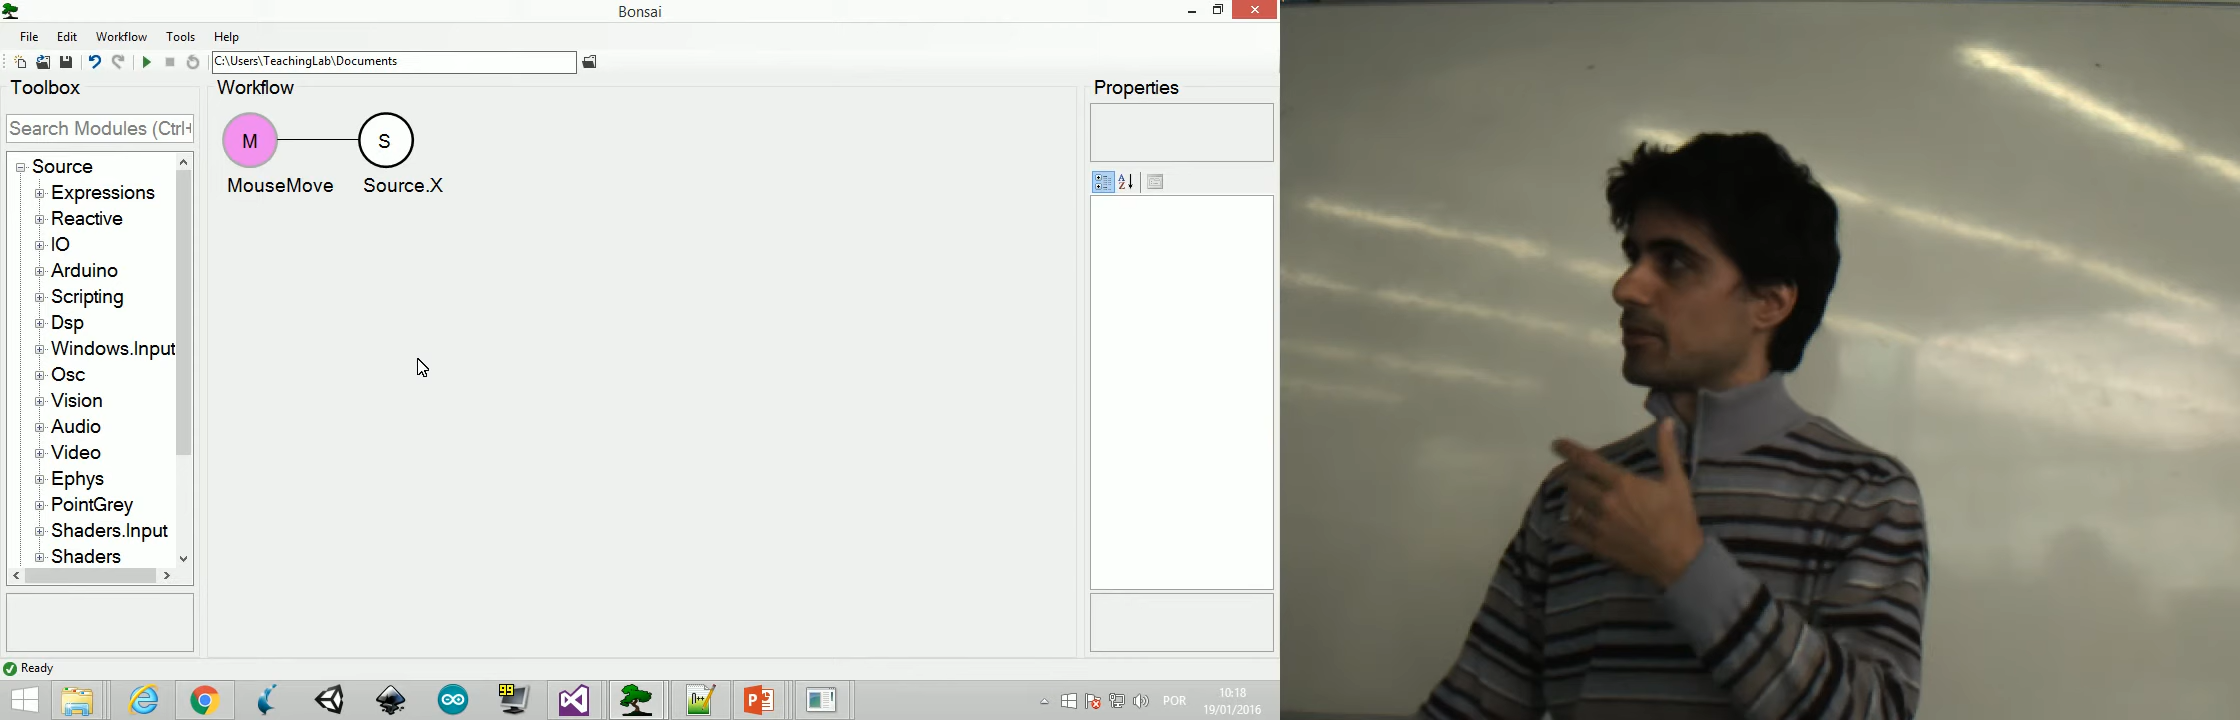 Bonsai
File Edit Workflow Tools Help
C:\Users\TeachingLab\Documents
Toolbox
Search Modules (Ctrl+
Source
Expressions
Reactive
IO
Arduino
Scripting
Dsp
Windows.Input
Osc
Vision
Audio
Video
Ephys
PointGrey
Shaders.Input
Shaders
Workflow
M S
MouseMove Source.X
Properties
A
Z
Ready
99
POR
10:18
19/01/2016